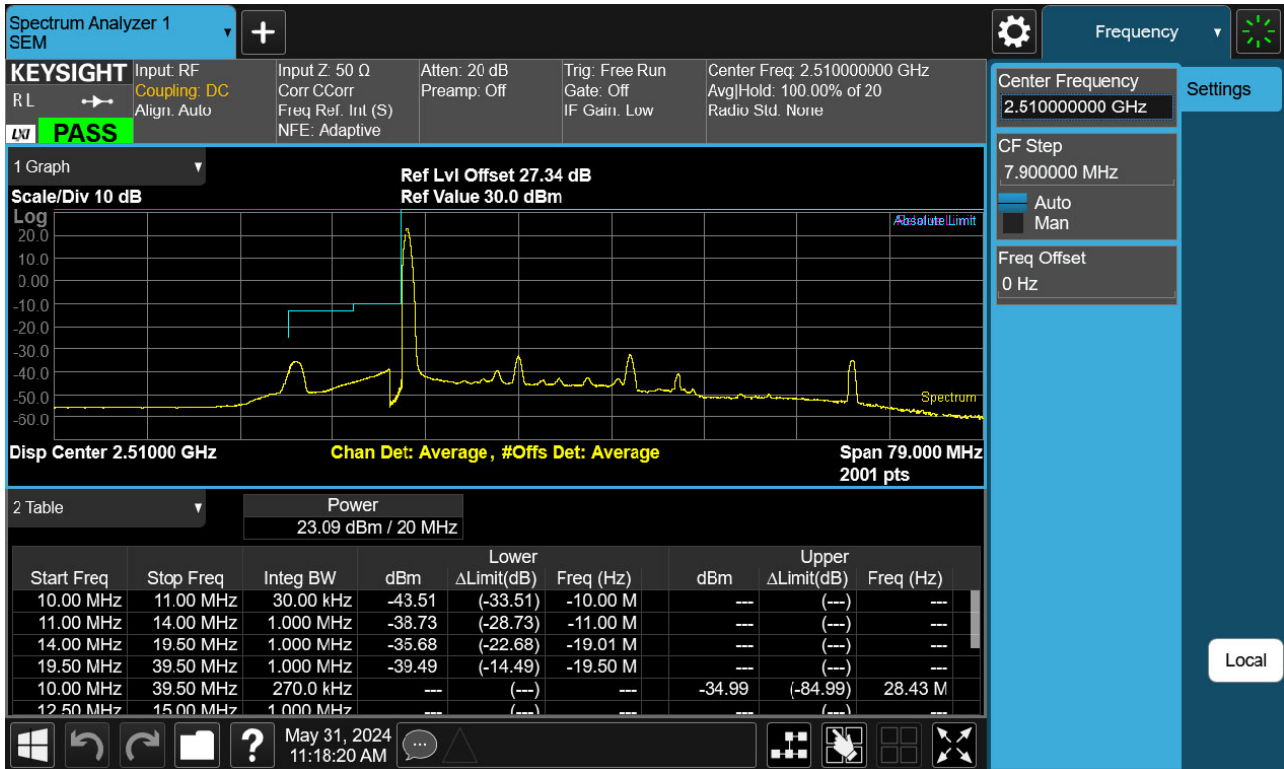 Spectrum Analyzer 1
SEM
+
Frequency
KEYSIGHT
R L
LXI
PASS
Input: RF
Coupling: DC
Align: Auto
Input Z: 50 Ω
Corr CCorr
Freq Ref: Int (S)
NFE: Adaptive
Atten: 20 dB
Preamp: Off
Trig: Free Run
Gate: Off
IF Gain: Low
Center Freq: 2.510000000 GHz
Avg|Hold: 100.00% of 20
Radio Std: None
Center Frequency
2.510000000 GHz
Settings
CF Step
7.900000 MHz
Auto
Man
Freq Offset
0 Hz
1 Graph
Scale/Div 10 dB
Ref Lvl Offset 27.34 dB
Ref Value 30.0 dBm
Log
20.0
10.0
0.00
-10.0
-20.0
-30.0
-40.0
-50.0
-60.0
Spectrum
Disp Center 2.51000 GHz
Chan Det: Average, #Offs Det: Average
Span 79.000 MHz
2001 pts
2 Table
Power
23.09 dBm / 20 MHz
Lower Upper
Start Freq Stop Freq Integ BW dBm ΔLimit(dB) Freq (Hz) dBm ΔLimit(dB) Freq (Hz)
10.00 MHz 11.00 MHz 30.00 kHz -43.51 (-33.51) -10.00 M --- (---) ---
11.00 MHz 14.00 MHz 1.000 MHz -38.73 (-28.73) -11.00 M --- (---) ---
14.00 MHz 19.50 MHz 1.000 MHz -35.68 (-22.68) -19.01 M --- (---) ---
19.50 MHz 39.50 MHz 1.000 MHz -39.49 (-14.49) -19.50 M --- (---) ---
10.00 MHz 39.50 MHz 270.0 kHz --- (---) --- -34.99 (-84.99) 28.43 M
12.50 MHz 15.00 MHz 1.000 MHz --- (---) --- --- (---) ---
Local
?
May 31, 2024
11:18:20 AM